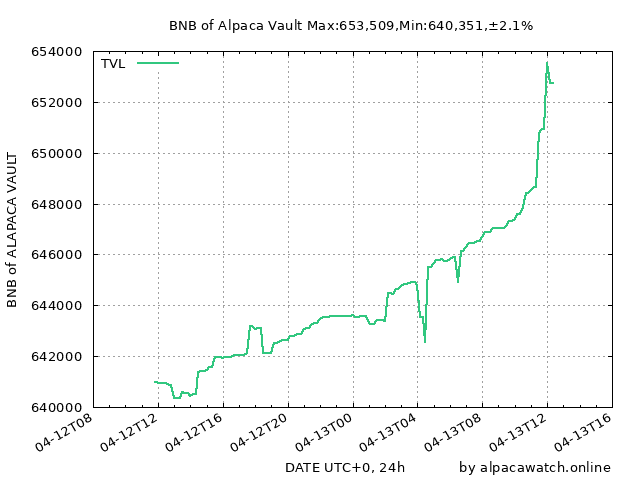 BNB of Alpaca Vault Max:653,509,Min:640,351,±2.1%
TVL
654000
652000
650000
648000
646000
644000
642000
640000
BNB of ALAPACA VAULT
04-12T08
04-12T12
04-12T16
04-12T20
04-13T00
04-13T04
04-13T08
04-13T12
04-13T16
DATE UTC+0, 24h
by alpacawatch.online